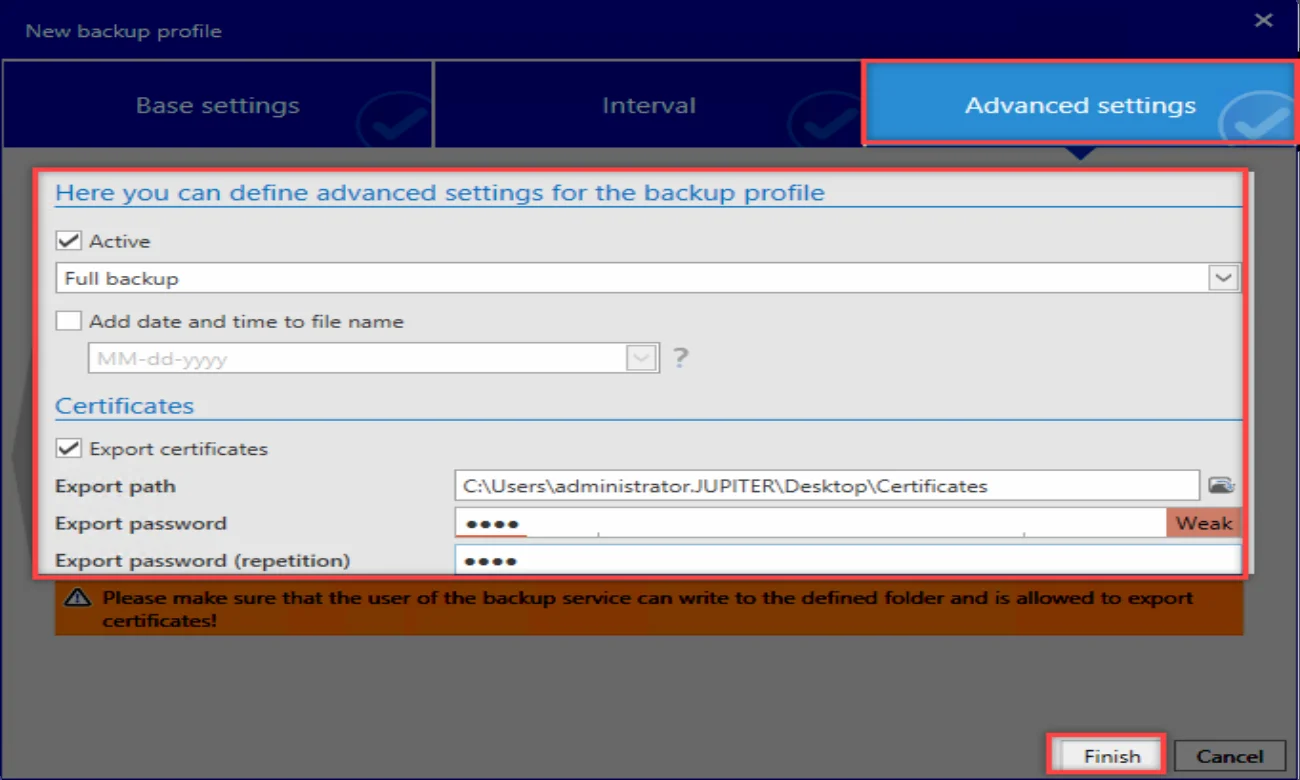 New backup profile
Base settings
Interval
Advanced settings
Here you can define advanced settings for the backup profile
Active
Full backup
Add date and time to file name
MM-dd-yyyy
?
Certificates
Export certificates
Export path
C:\Users\administrator.JUPITER\Desktop\Certificates
Export password
●●●●
Weak
Export password (repetition)
●●●●
Please make sure that the user of the backup service can write to the defined folder and is allowed to export
certificates!
Finish
Cancel